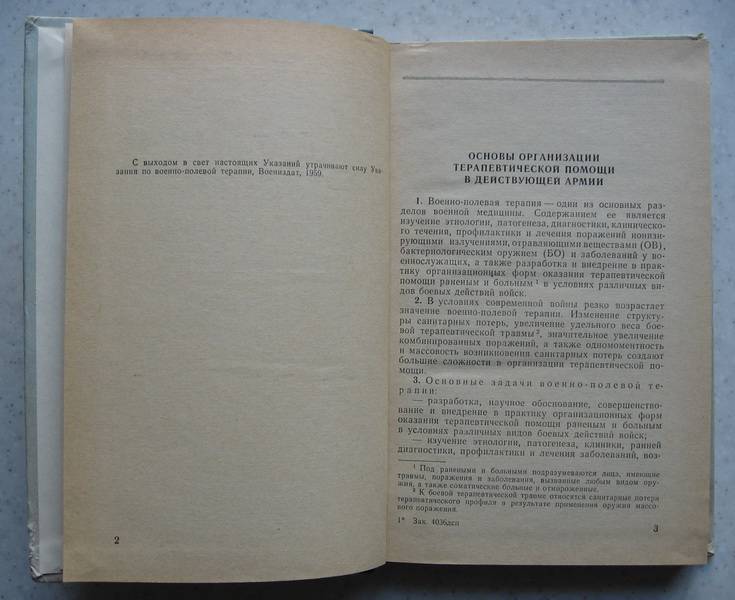 С выходом в свет настоящих Указаний утрачивают силу Ука-
зания по военно-полевой терапии, Воениздат, 1959.
2
ОСНОВЫ ОРГАНИЗАЦИИ
ТЕРАПЕВТИЧЕСКОЙ ПОМОЩИ
В ДЕЙСТВУЮЩЕЙ АРМИИ
1. Военно-полевая терапия — один из основных раз-
делов военной медицины. Содержанием ее является
изучение этиологии, патогенеза, диагностики, клиническо-
го течения, профилактики и лечения поражений ионизи-
рующими излучениями, отравляющими веществами (ОВ),
бактериологическим оружием (БО) и заболеваний у во-
еннослужащих, а также разработка и внедрение в прак-
тику организационных форм оказания терапевтической
помощи раненым и больным¹ в условиях различных ви-
дов боевых действий войск.
2. В условиях современной войны резко возрастает
значение военно-полевой терапии. Изменение структу-
ры санитарных потерь, увеличение удельного веса бое-
вой терапевтической травмы², значительное увеличение
комбинированных поражений, а также одномоментность
и массовость возникновения санитарных потерь создают
большие сложности в организации терапевтической по-
мощи.
3. Основные задачи военно-полевой те-
рапии:
— разработка, научное обоснование, совершенство-
вание и внедрение в практику организационных форм
оказания терапевтической помощи раненым и больным
в условиях различных видов боевых действий войск;
— изучение этиологии, патогенеза, клиники, ранней
диагностики, профилактики и лечения заболеваний, воз-
¹ Под ранеными и больными подразумеваются лица, имеющие
травмы, поражения и заболевания, вызванные любым видом ору-
жия, а также соматические больные и отмороженные.
² К боевой терапевтической травме относятся санитарные потери
терапевтического профиля в результате применения оружия массо-
вого поражения.
1* Зак. 4036дсп
3